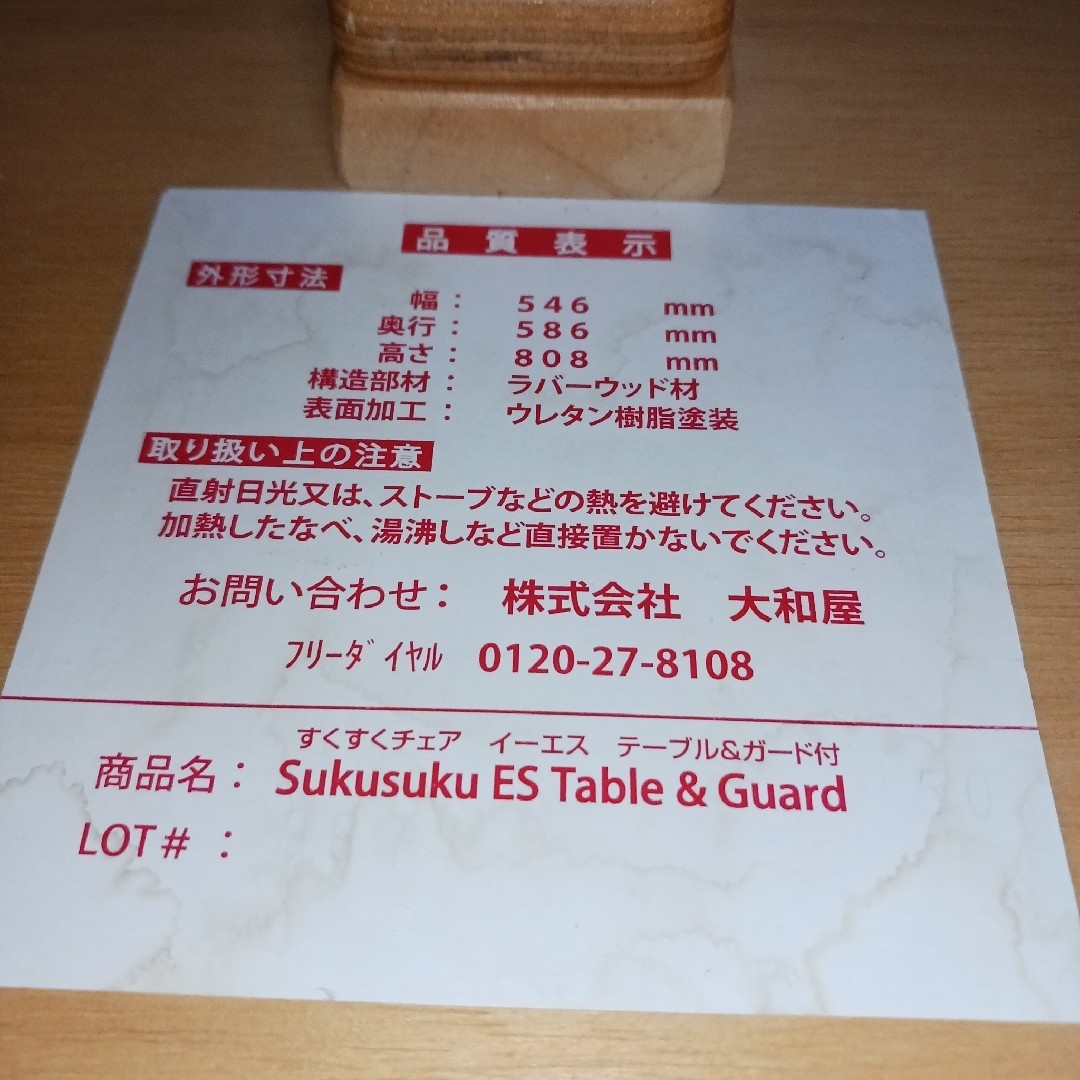 品質表示
外形寸法
幅： 546 mm
奥行： 586 mm
高さ： 808 mm
構造部材： ラバーウッド材
表面加工： ウレタン樹脂塗装
取り扱い上の注意
直射日光又は、ストーブなどの熱を避けてください。
加熱したなべ、湯沸しなど直接置かないでください。
お問い合わせ： 株式会社 大和屋
ﾌﾘｰﾀﾞｲﾔﾙ 0120-27-8108
すくすくチェア イーエス テーブル&ガード付
商品名： Sukusuku ES Table & Guard
LOT#：